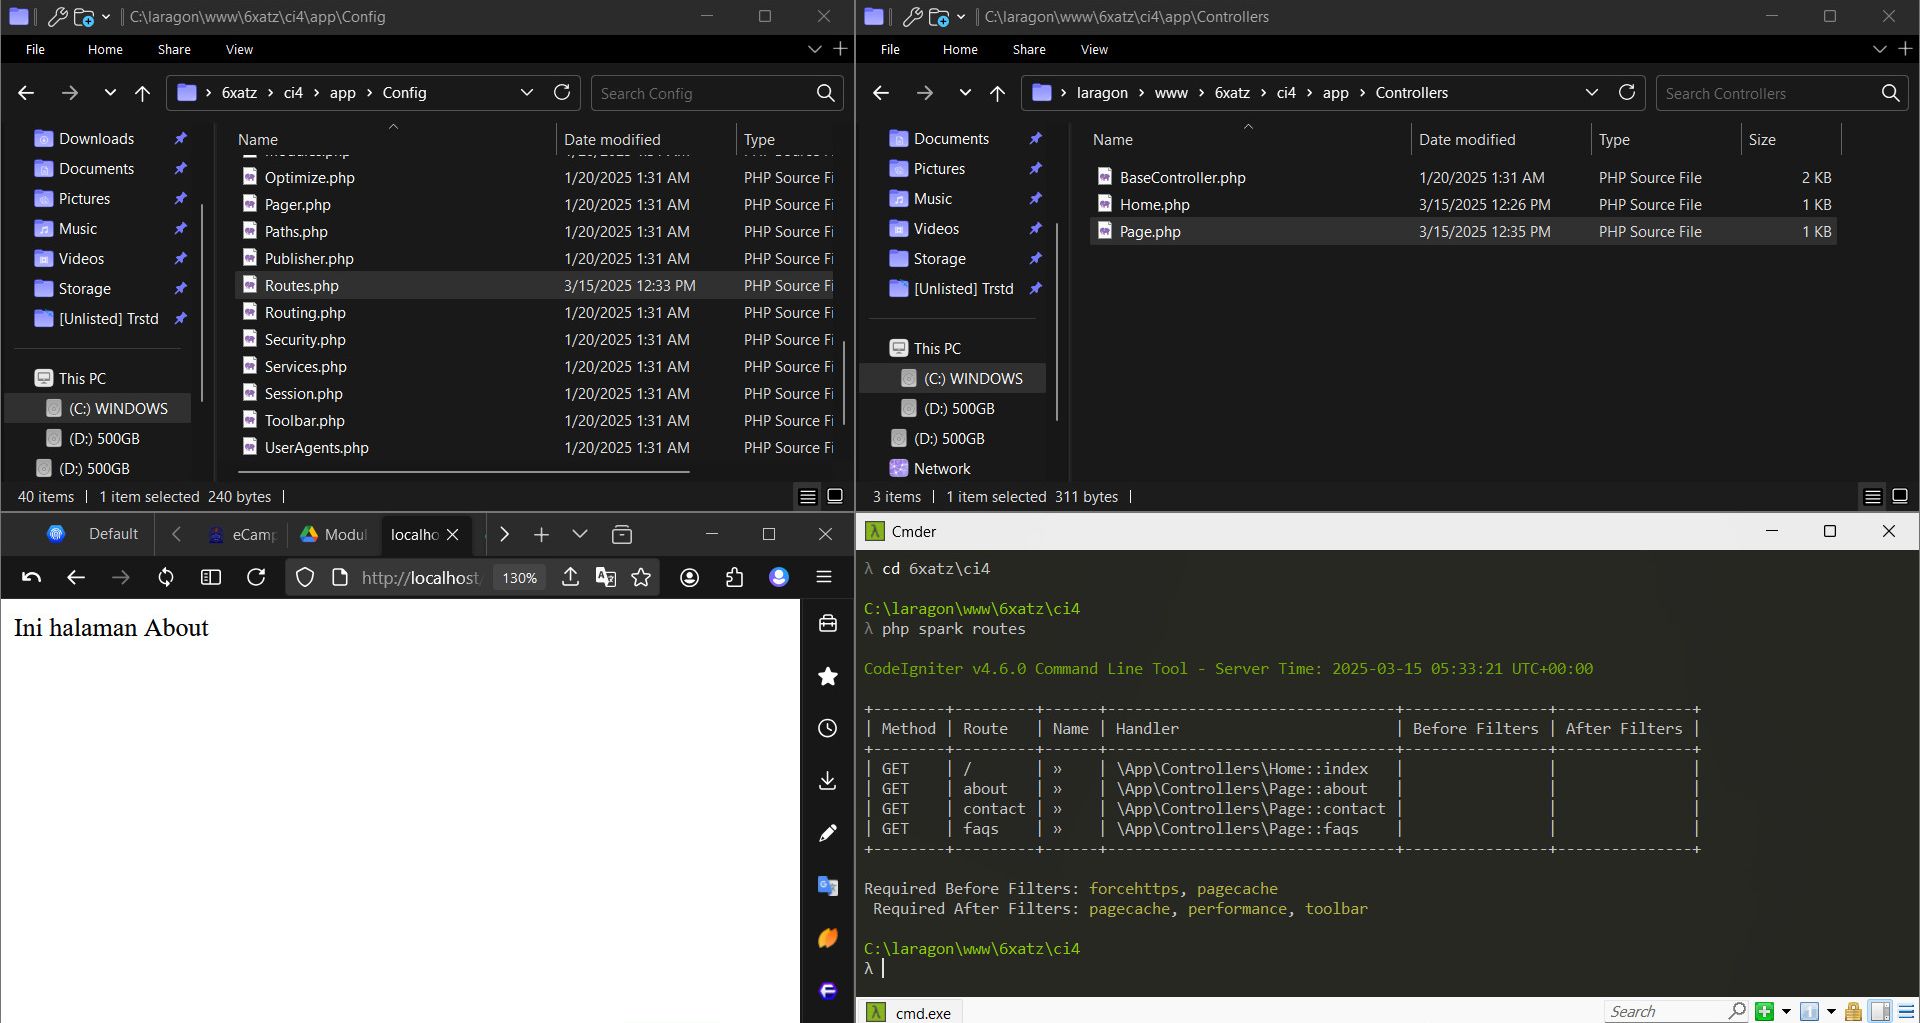 C:\laragon\www\6xatz\ci4\app\Config
File Home Share View
6xatz › ci4 › app › Config
Search Config
Downloads
Documents
Pictures
Music
Videos
Storage
[Unlisted] Trstd
This PC
(C:) WINDOWS
(D:) 500GB
(D:) 500GB
Name Date modified Type
Optimize.php 1/20/2025 1:31 AM PHP Source Fi
Pager.php 1/20/2025 1:31 AM PHP Source Fi
Paths.php 1/20/2025 1:31 AM PHP Source Fi
Publisher.php 1/20/2025 1:31 AM PHP Source Fi
Routes.php 3/15/2025 12:33 PM PHP Source Fi
Routing.php 1/20/2025 1:31 AM PHP Source Fi
Security.php 1/20/2025 1:31 AM PHP Source Fi
Services.php 1/20/2025 1:31 AM PHP Source Fi
Session.php 1/20/2025 1:31 AM PHP Source Fi
Toolbar.php 1/20/2025 1:31 AM PHP Source Fi
UserAgents.php 1/20/2025 1:31 AM PHP Source Fi
40 items | 1 item selected 240 bytes |
C:\laragon\www\6xatz\ci4\app\Controllers
File Home Share View
laragon › www › 6xatz › ci4 › app › Controllers
Search Controllers
Documents
Pictures
Music
Videos
Storage
[Unlisted] Trstd
This PC
(C:) WINDOWS
(D:) 500GB
(D:) 500GB
Network
Name Date modified Type Size
BaseController.php 1/20/2025 1:31 AM PHP Source File 2 KB
Home.php 3/15/2025 12:26 PM PHP Source File 1 KB
Page.php 3/15/2025 12:35 PM PHP Source File 1 KB
3 items | 1 item selected 311 bytes |
Default eCamp Modul localho
http://localhost 130%
Ini halaman About
Cmder
λ cd 6xatz\ci4
C:\laragon\www\6xatz\ci4
λ php spark routes
CodeIgniter v4.6.0 Command Line Tool - Server Time: 2025-03-15 05:33:21 UTC+00:00
+--------+---------+------+--------------------------------+----------------+---------------+
| Method | Route | Name | Handler | Before Filters | After Filters |
+--------+---------+------+--------------------------------+----------------+---------------+
| GET | / | » | \App\Controllers\Home::index | | |
| GET | about | » | \App\Controllers\Page::about | | |
| GET | contact | » | \App\Controllers\Page::contact | | |
| GET | faqs | » | \App\Controllers\Page::faqs | | |
+--------+---------+------+--------------------------------+----------------+---------------+
Required Before Filters: forcehttps, pagecache
Required After Filters: pagecache, performance, toolbar
C:\laragon\www\6xatz\ci4
λ
cmd.exe
Search